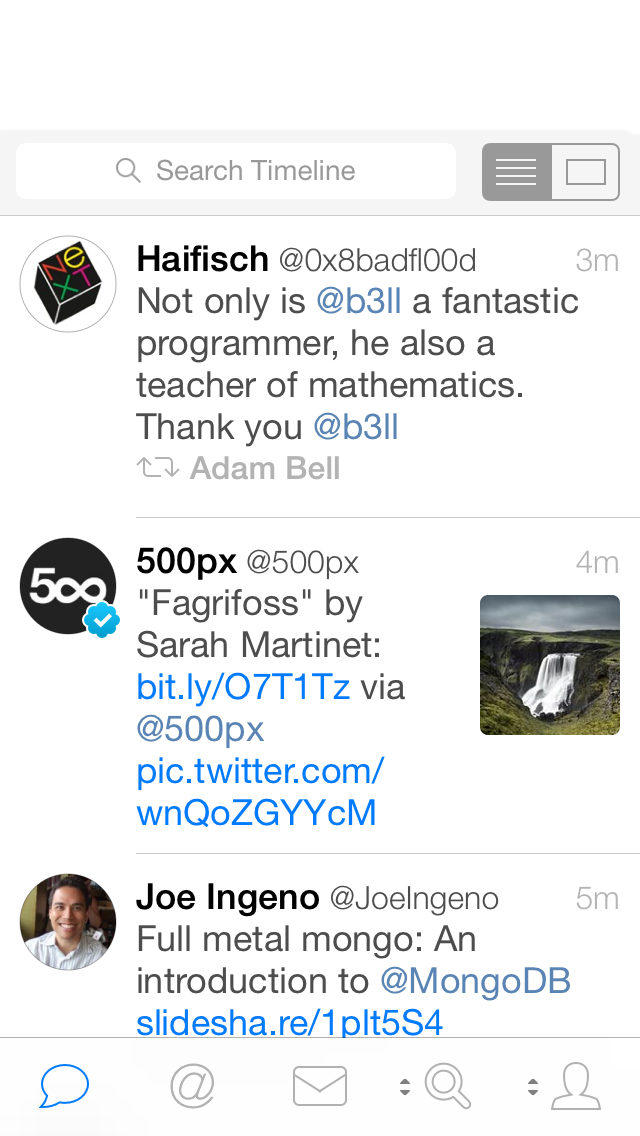 Search Timeline
NeXT
Haifisch @0x8badfl00d 3m
Not only is @b3ll a fantastic
programmer, he also a
teacher of mathematics.
Thank you @b3ll
Adam Bell
500
500px @500px 4m
"Fagrifoss" by
Sarah Martinet:
bit.ly/O7T1Tz via
@500px
pic.twitter.com/
wnQoZGYYcM
Joe Ingeno @JoeIngeno 5m
Full metal mongo: An
introduction to @MongoDB
slidesha.re/1plt5S4
@